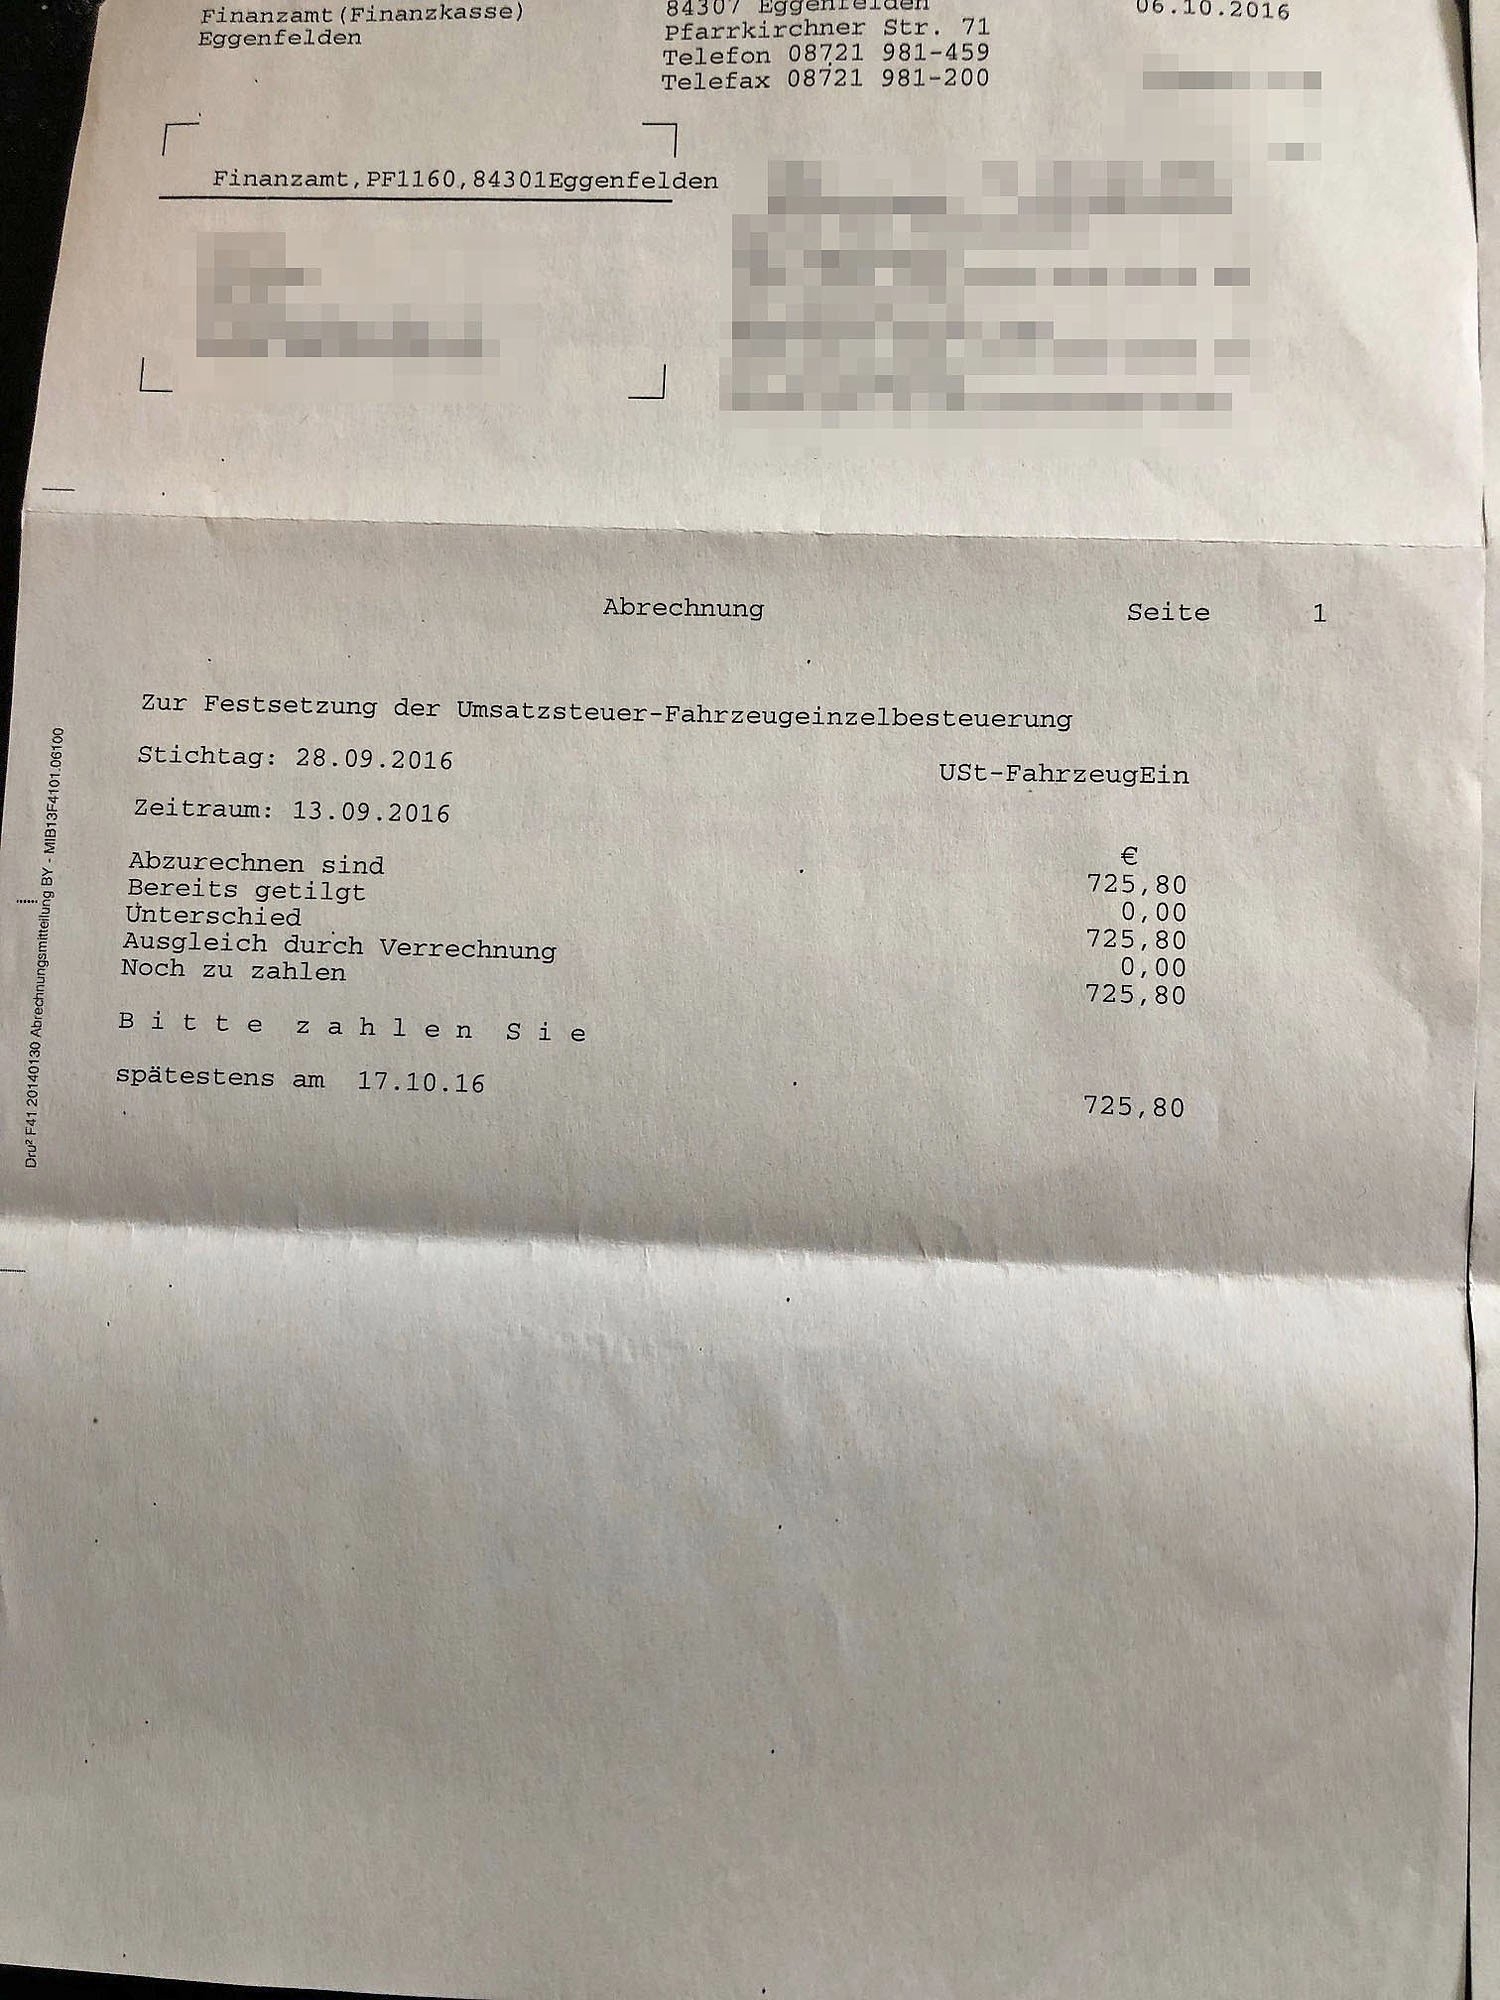 Finanzamt (Finanzkasse)
Eggenfelden
84307 Eggenfelden
Pfarrkirchner Str. 71
Telefon 08721 981-459
Telefax 08721 981-200
06.10.2016
Finanzamt,PF1160,84301Eggenfelden
Abrechnung Seite 1
Zur Festsetzung der Umsatzsteuer-Fahrzeugeinzelbesteuerung
Stichtag: 28.09.2016
USt-FahrzeugEin
Zeitraum: 13.09.2016
€
Abzurechnen sind 725,80
Bereits getilgt 0,00
Unterschied 725,80
Ausgleich durch Verrechnung 0,00
Noch zu zahlen 725,80
B i t t e  z a h l e n  S i e
spätestens am 17.10.16 725,80
Dru² F41 20140130 Abrechnungsmitteilung BY - MIB13F4101.06100